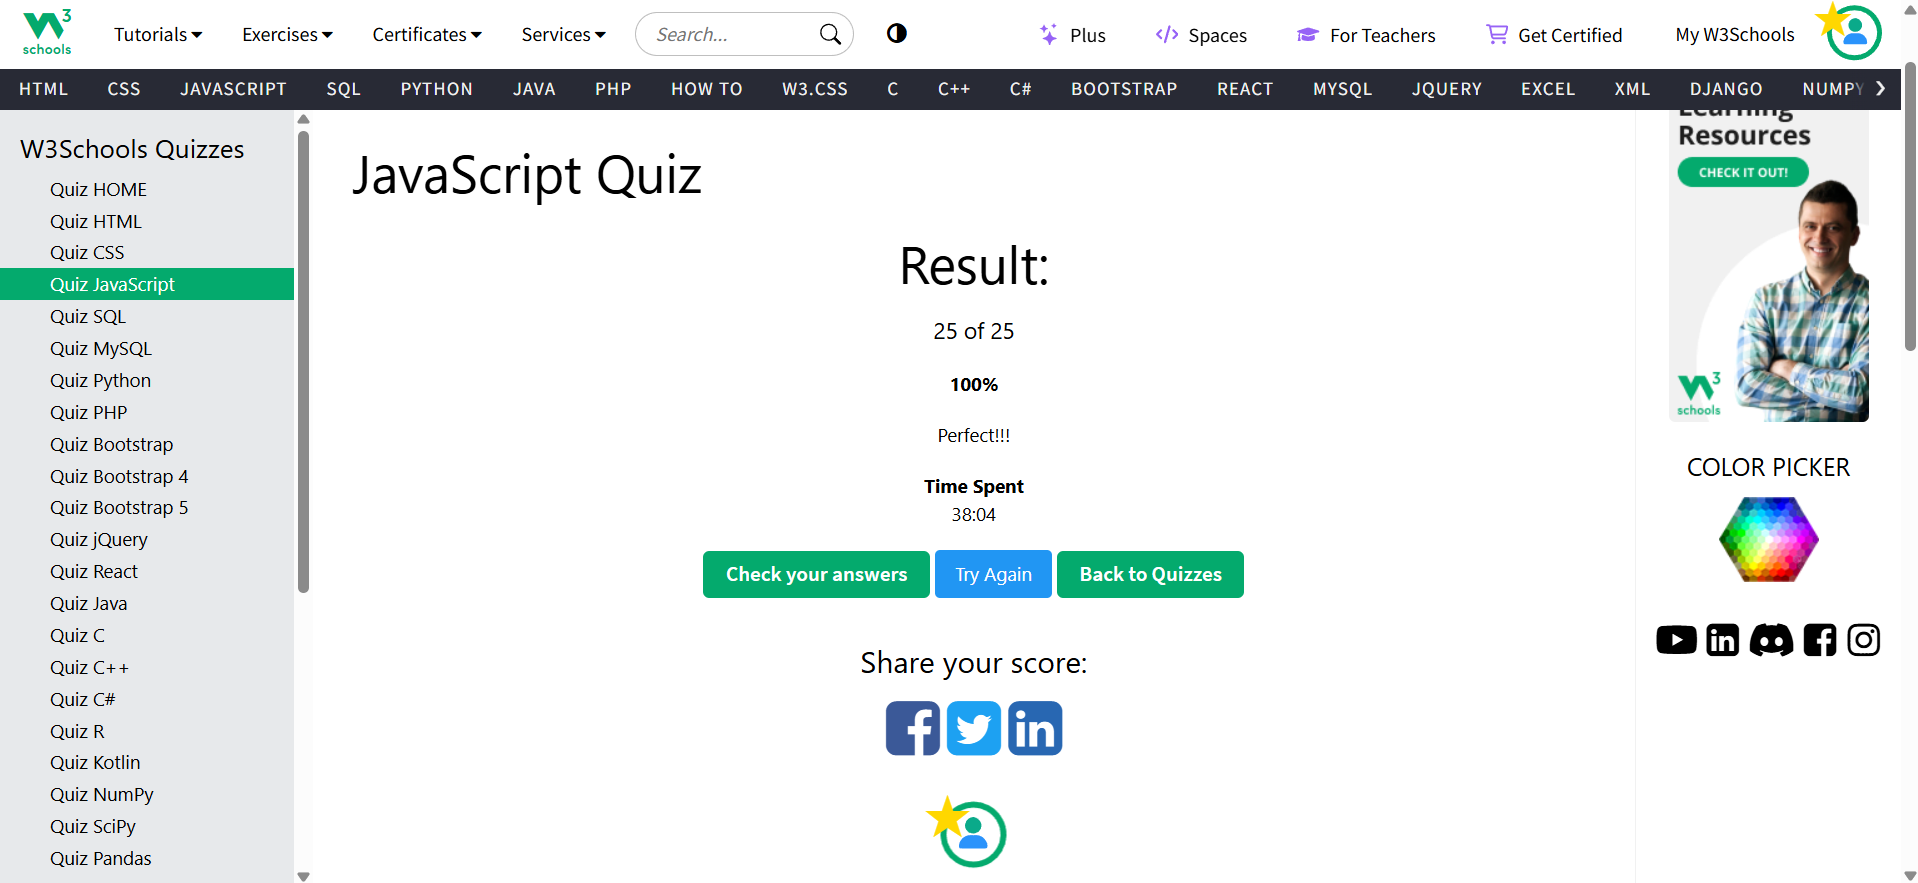 W3 schools
Tutorials
Exercises
Certificates
Services
Search...
Plus
Spaces
For Teachers
Get Certified
My W3Schools
HTML CSS JAVASCRIPT SQL PYTHON JAVA PHP HOW TO W3.CSS C C++ C# BOOTSTRAP REACT MYSQL JQUERY EXCEL XML DJANGO NUMPY
W3Schools Quizzes
Quiz HOME
Quiz HTML
Quiz CSS
Quiz JavaScript
Quiz SQL
Quiz MySQL
Quiz Python
Quiz PHP
Quiz Bootstrap
Quiz Bootstrap 4
Quiz Bootstrap 5
Quiz jQuery
Quiz React
Quiz Java
Quiz C
Quiz C++
Quiz C#
Quiz R
Quiz Kotlin
Quiz NumPy
Quiz SciPy
Quiz Pandas
JavaScript Quiz
Result:
25 of 25
100%
Perfect!!!
Time Spent
38:04
Check your answers
Try Again
Back to Quizzes
Share your score:
Learning
Resources
CHECK IT OUT!
W3 schools
COLOR PICKER